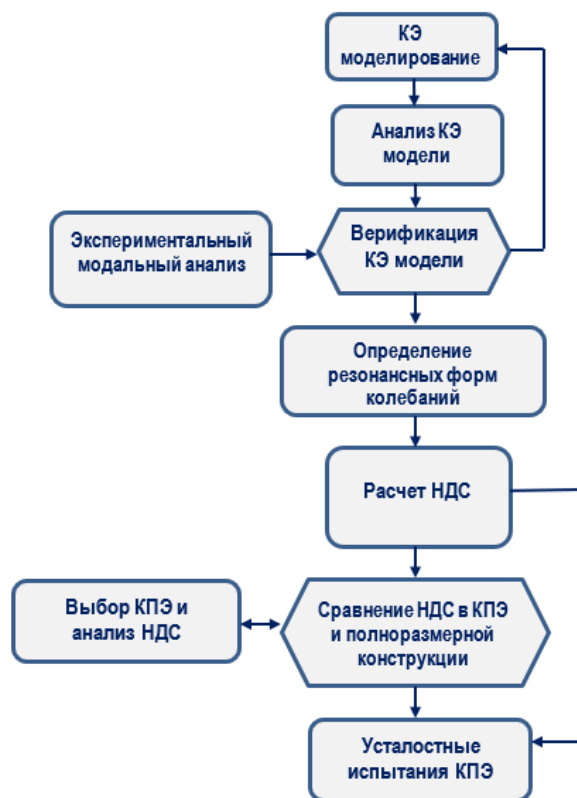 КЭ
моделирование
Анализ КЭ
модели
Экспериментальный
модальный анализ
Верификация
КЭ модели
Определение
резонансных форм
колебаний
Расчет НДС
Выбор КПЭ и
анализ НДС
Сравнение НДС в КПЭ
и полноразмерной
конструкции
Усталостные
испытания КПЭ